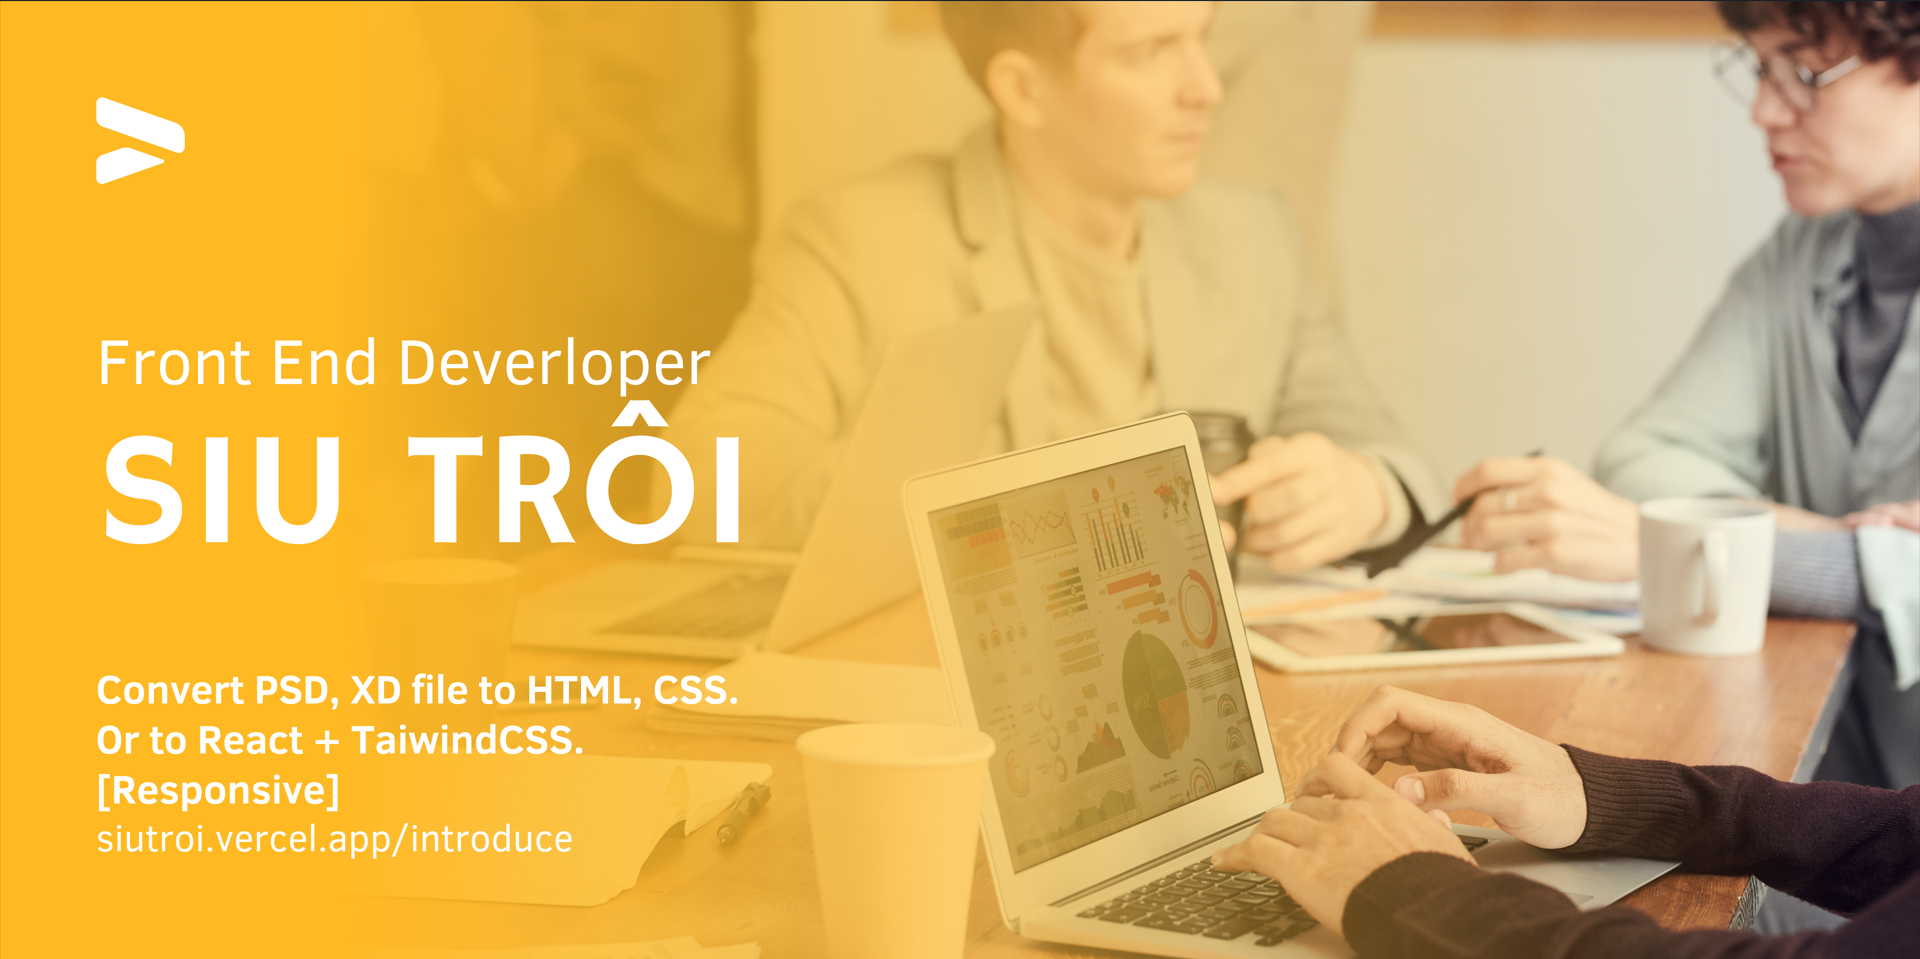 Front End Deverloper
SIU TRÔI
Convert PSD, XD file to HTML, CSS.
Or to React + TaiwindCSS.
[Responsive]
siutroi.vercel.app/introduce